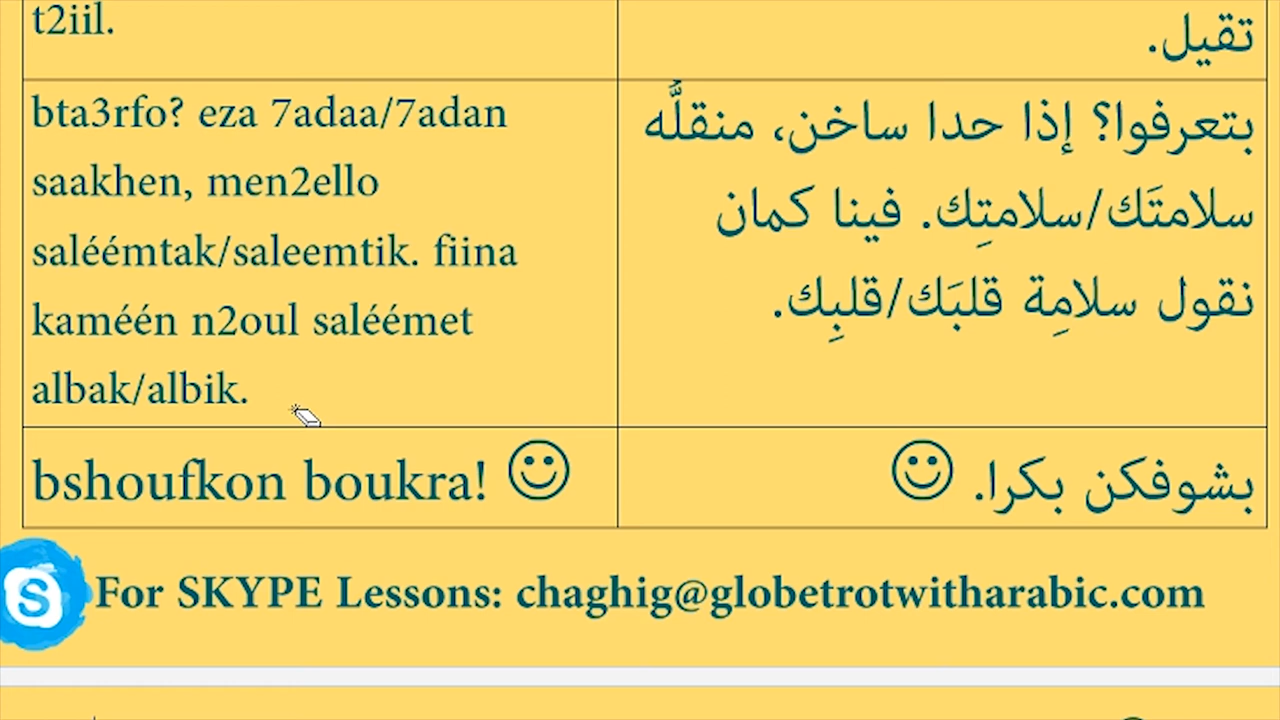 t2iil.
تقيل.
bta3rfo? eza 7adaa/7adan
saakhen, men2ello
saléémtak/saleemtik. fiina
kaméén n2oul saléémet
albak/albik.
بتعرفوا؟ إذا حدا ساخن، منقلَّه
سلامتَك/سلامتِك. فينا كمان
نقول سلامِة قلبَك/قلبِك.
bshoufkon boukra! ☺
بشوفكن بكرا. ☺
For SKYPE Lessons: chaghig@globetrotwitharabic.com